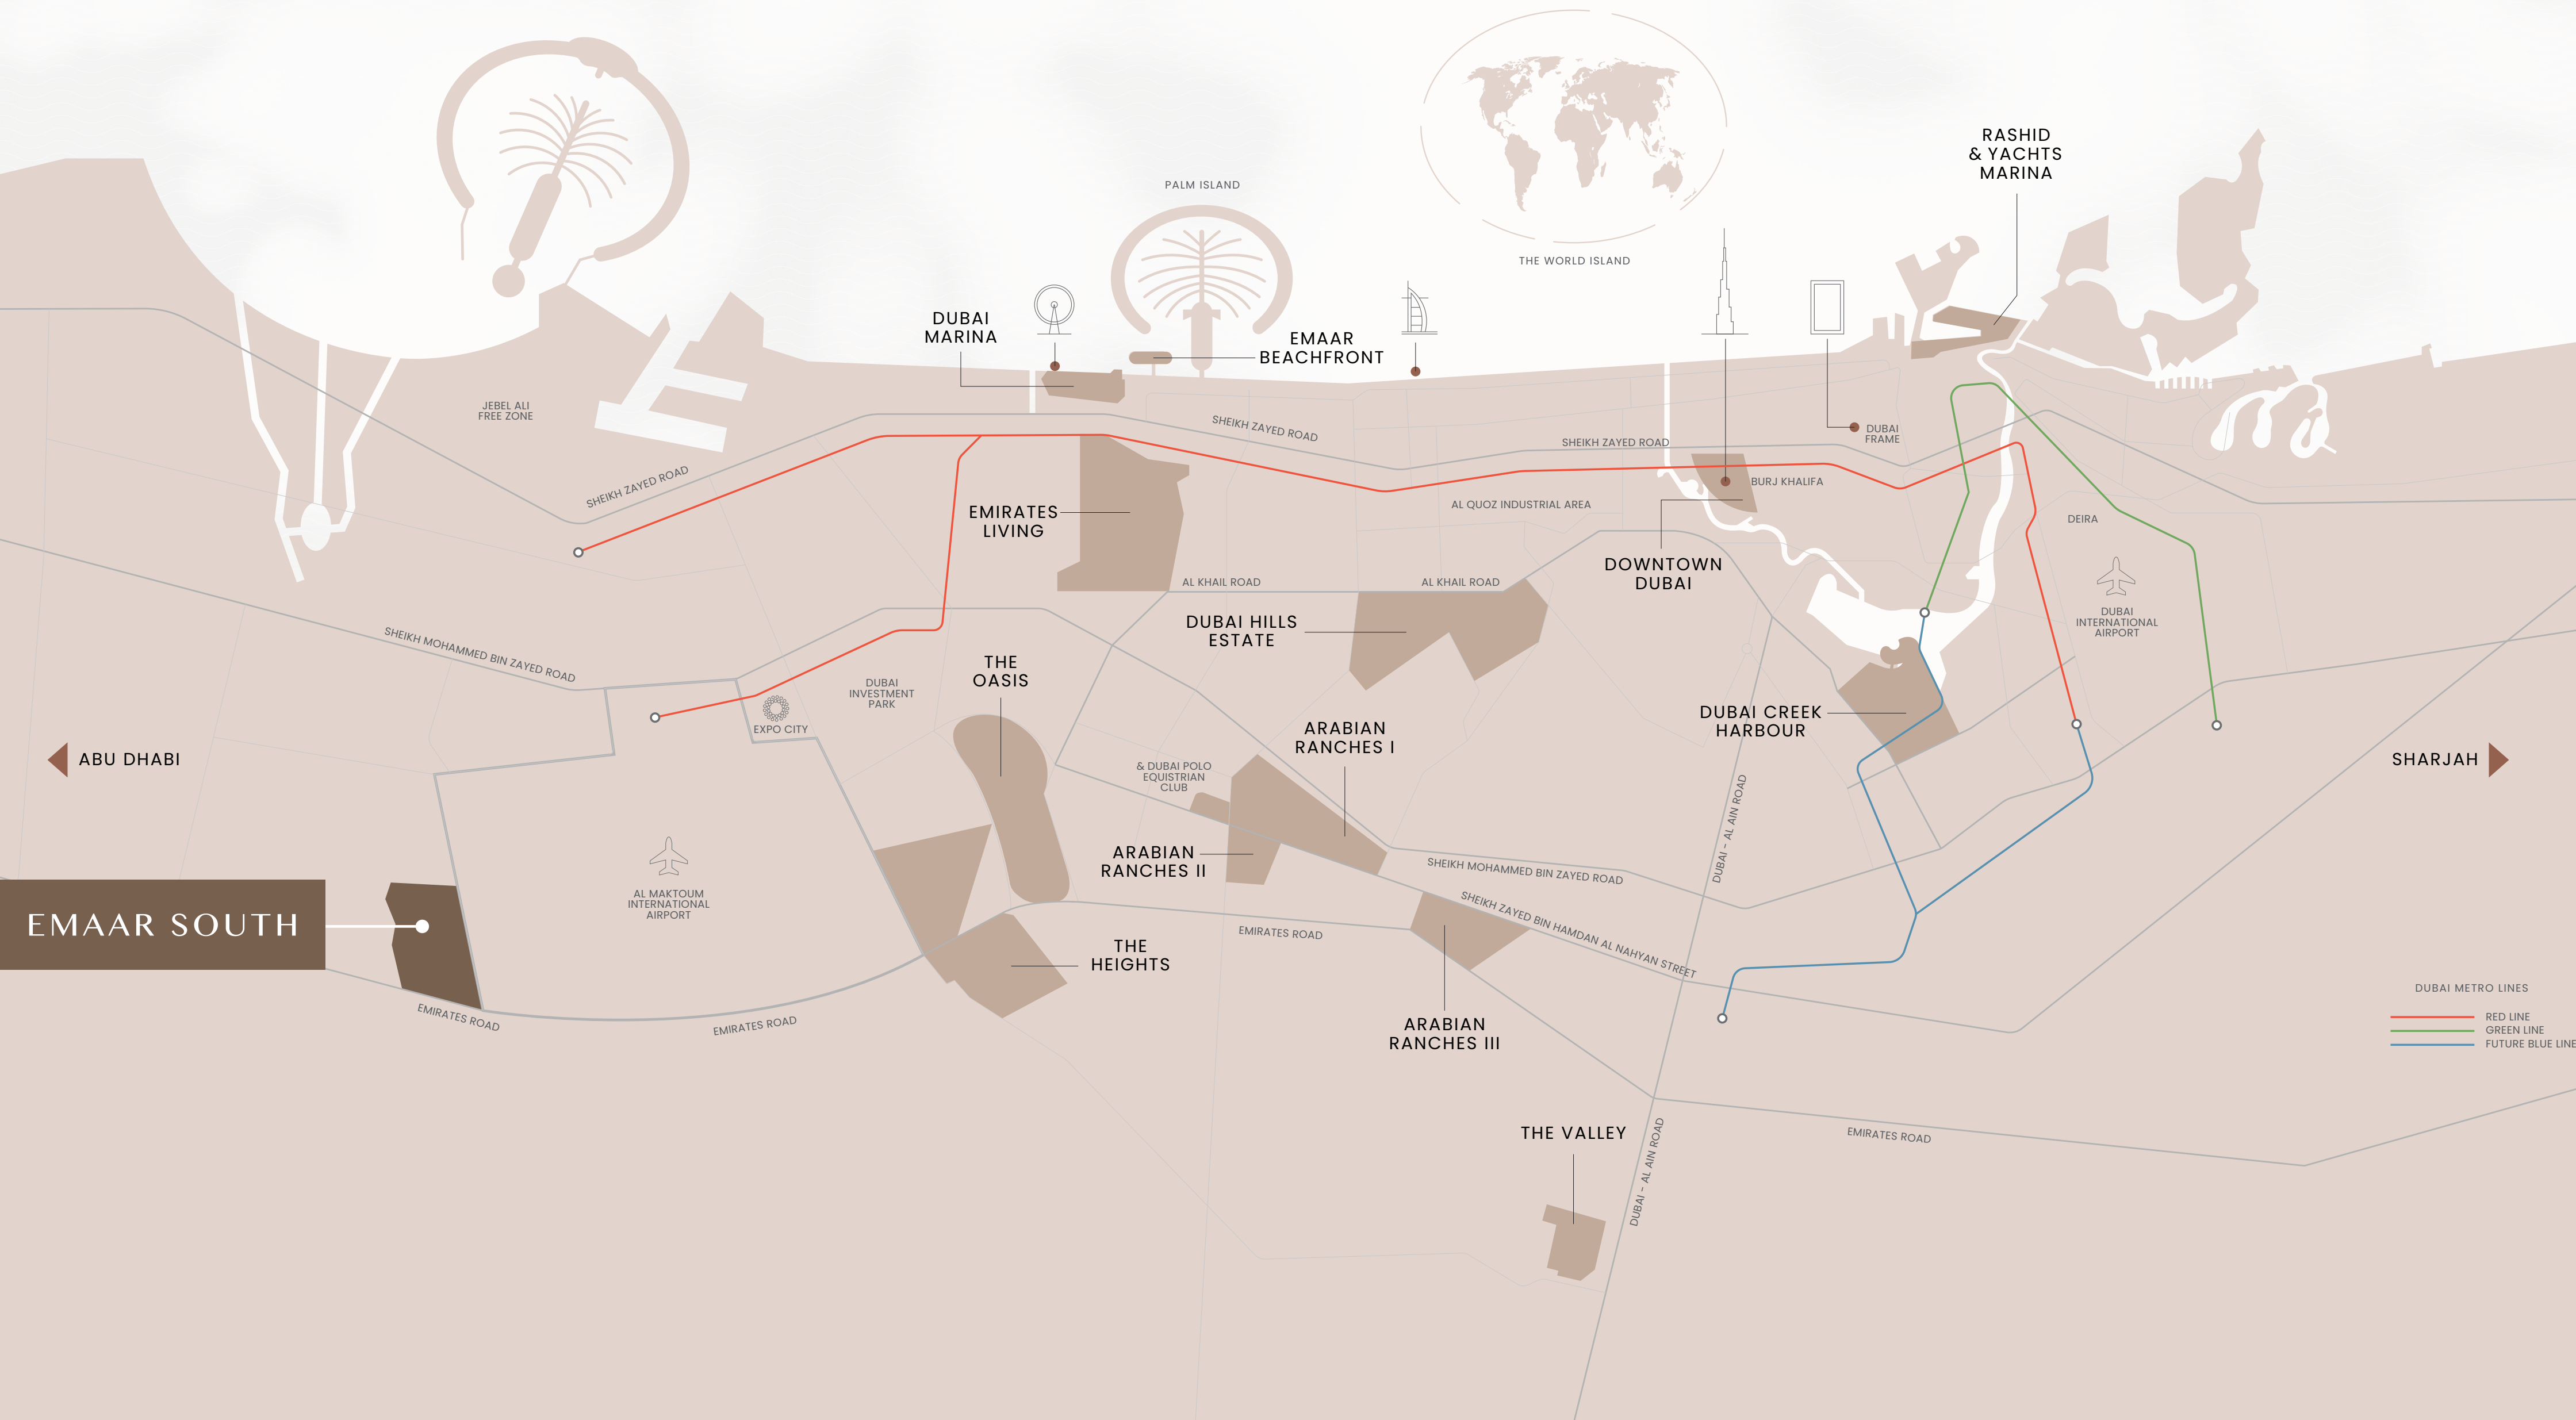 RASHID
& YACHTS
MARINA
PALM ISLAND
THE WORLD ISLAND
DUBAI
MARINA
EMAAR
BEACHFRONT
JEBEL ALI
FREE ZONE
SHEIKH ZAYED ROAD
SHEIKH ZAYED ROAD
SHEIKH ZAYED ROAD
DUBAI
FRAME
BURJ KHALIFA
AL QUOZ INDUSTRIAL AREA
EMIRATES
LIVING
DEIRA
DOWNTOWN
DUBAI
AL KHAIL ROAD
AL KHAIL ROAD
DUBAI
INTERNATIONAL
AIRPORT
DUBAI HILLS
ESTATE
SHEIKH MOHAMMED BIN ZAYED ROAD
THE
OASIS
DUBAI
INVESTMENT
PARK
EXPO CITY
DUBAI CREEK
HARBOUR
ARABIAN
RANCHES I
ABU DHABI
SHARJAH
& DUBAI POLO
EQUISTRIAN
CLUB
DUBAI - AL AIN ROAD
ARABIAN
RANCHES II
SHEIKH MOHAMMED BIN ZAYED ROAD
AL MAKTOUM
INTERNATIONAL
AIRPORT
EMAAR SOUTH
SHEIKH ZAYED BIN HAMDAN AL NAHYAN STREET
EMIRATES ROAD
THE
HEIGHTS
EMIRATES ROAD
EMIRATES ROAD
ARABIAN
RANCHES III
DUBAI METRO LINES
RED LINE
GREEN LINE
FUTURE BLUE LINE
THE VALLEY
DUBAI - AL AIN ROAD
EMIRATES ROAD